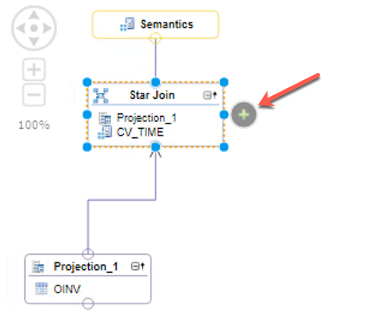 Semantics
Star Join
Projection_1
CV_TIME
100%
Projection_1
OINV